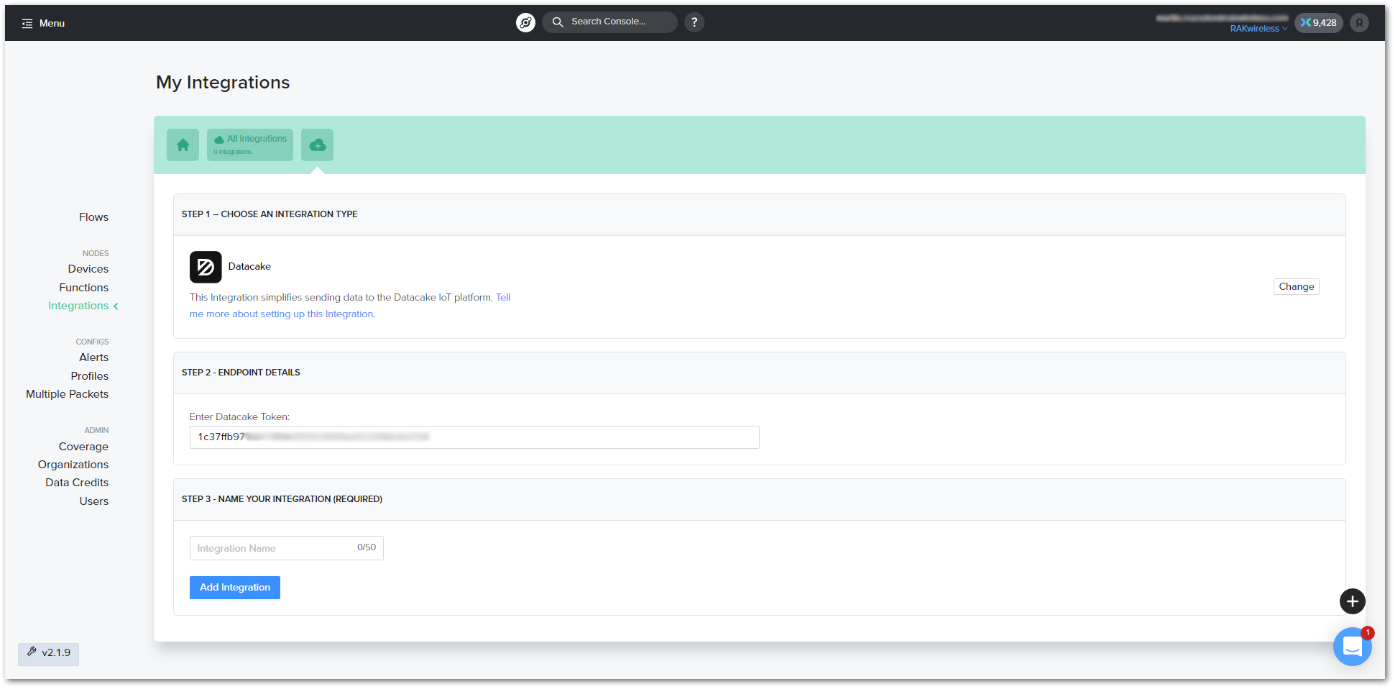 Menu
Search Console...
?
RAKwireless
9,428
R
My Integrations
All Integrations
0 Integrations
Flows
NODES
Devices
Functions
Integrations
CONFIGS
Alerts
Profiles
Multiple Packets
ADMIN
Coverage
Organizations
Data Credits
Users
v2.1.9
STEP 1 – CHOOSE AN INTEGRATION TYPE
Datacake
This Integration simplifies sending data to the Datacake IoT platform. Tell
me more about setting up this Integration.
Change
STEP 2 - ENDPOINT DETAILS
Enter Datacake Token:
1c37ffb97
STEP 3 - NAME YOUR INTEGRATION (REQUIRED)
Integration Name
0/50
Add Integration
1